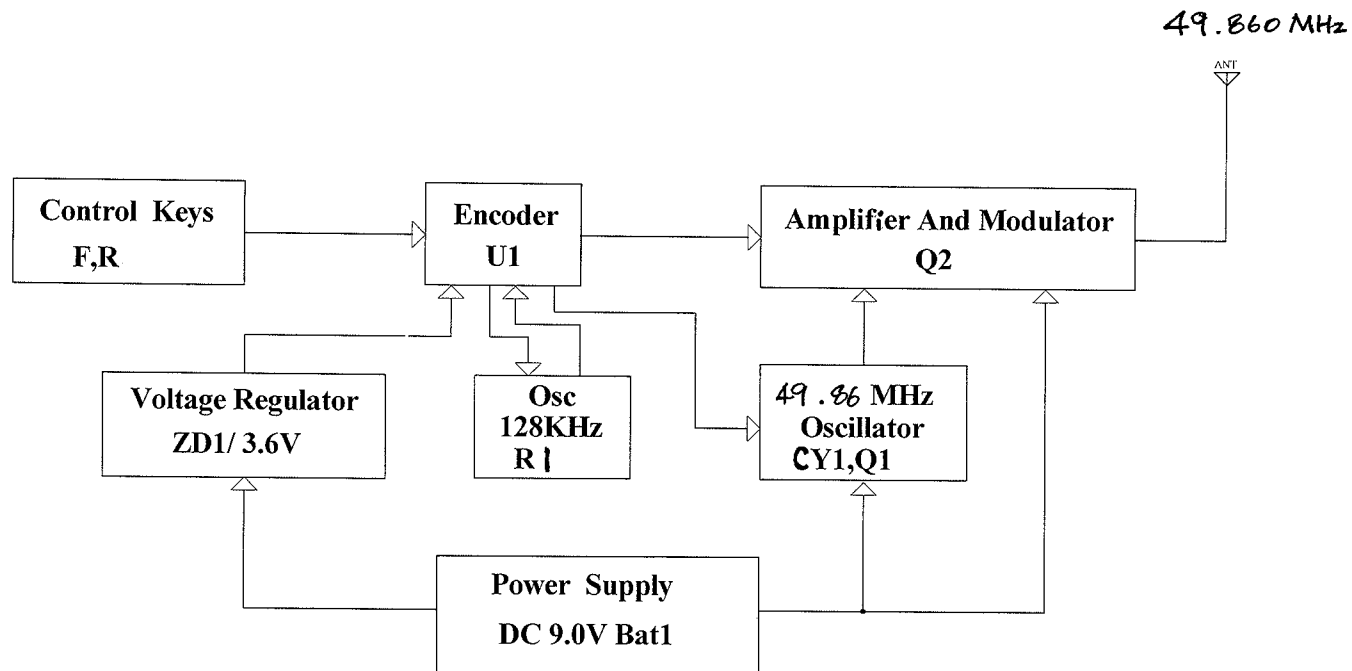 49.860 MHz
ANT
Control Keys
F,R
Encoder
U1
Amplifier And Modulator
Q2
Voltage Regulator
ZD1/ 3.6V
Osc
128KHz
R1
49.86 MHz
Oscillator
CY1,Q1
Power Supply
DC 9.0V Bat1